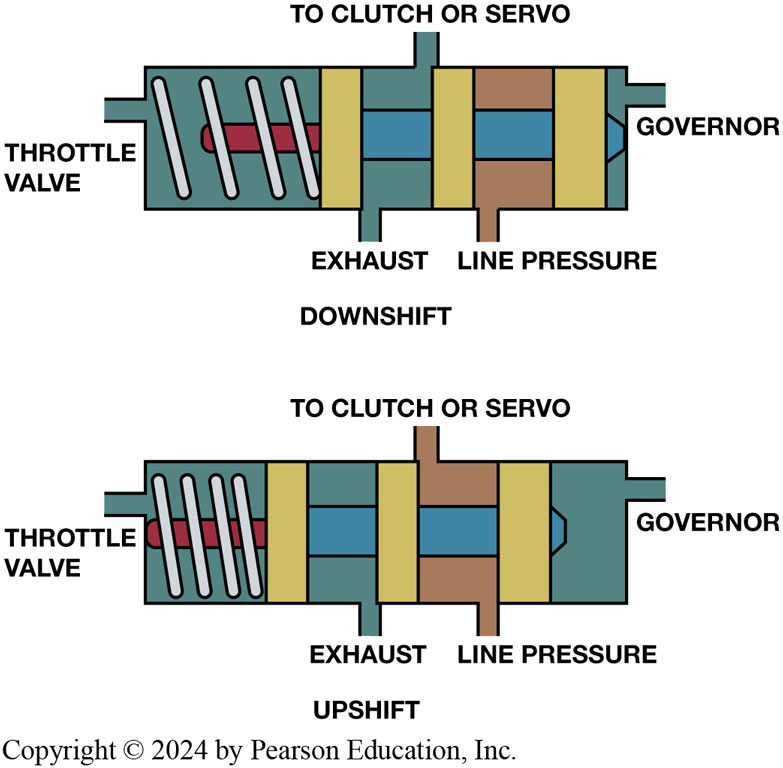 TO CLUTCH OR SERVO
GOVERNOR
THROTTLE
VALVE
EXHAUST
LINE PRESSURE
DOWNSHIFT
TO CLUTCH OR SERVO
GOVERNOR
THROTTLE
VALVE
EXHAUST
LINE PRESSURE
UPSHIFT
Copyright © 2024 by Pearson Education, Inc.